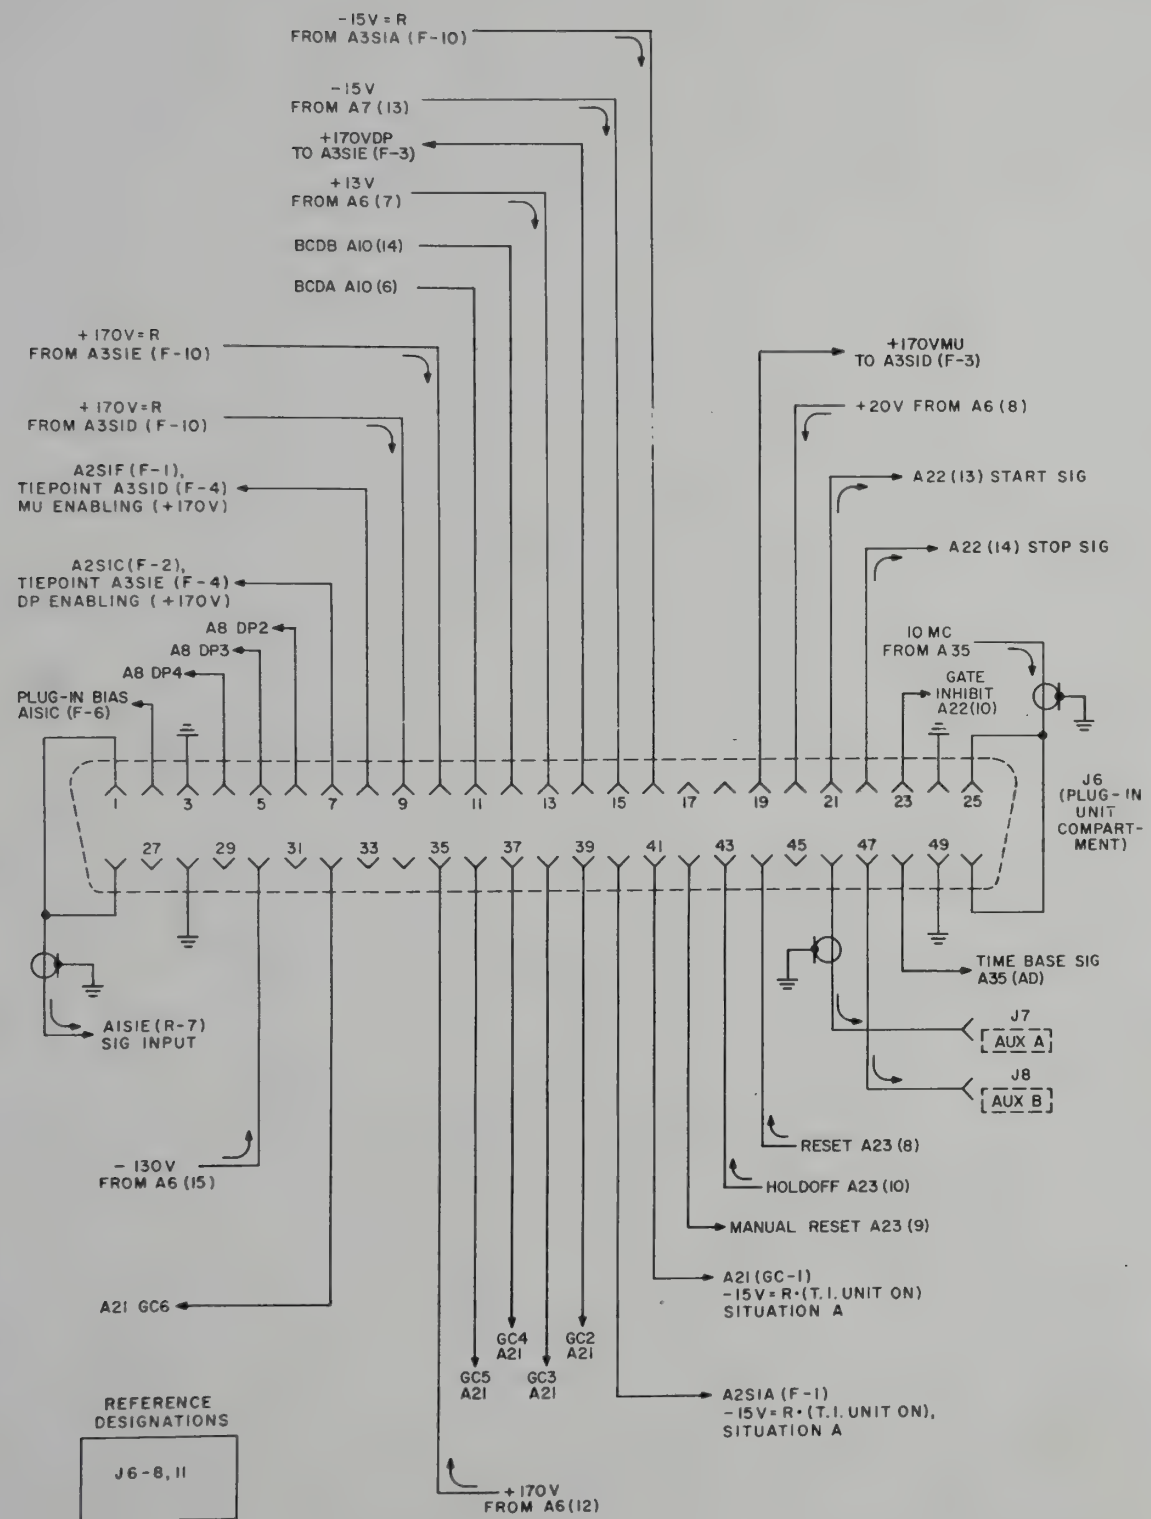 -15V=R
FROM A3S1A (F-10)
-15V
FROM A7 (13)
+170VDP
TO A3S1E (F-3)
+13V
FROM A6 (7)
BCDB A10 (14)
BCDA A10 (6)
+170V=R
FROM A3S1E (F-10)
+170V=R
FROM A3S1D (F-10)
A2S1F (F-1),
TIEPOINT A3S1D (F-4)
MU ENABLING (+170V)
A2S1C (F-2),
TIEPOINT A3S1E (F-4)
DP ENABLING (+170V)
A8 DP2
A8 DP3
A8 DP4
PLUG-IN BIAS
A1S1C (F-6)
+170VMU
TO A3S1D (F-3)
+20V FROM A6 (8)
A22 (13) START SIG
A22 (14) STOP SIG
10 MC
FROM A35
GATE
INHIBIT
A22(10)
1 3 5 7 9 11 13 15 17 19 21 23 25
J6
(PLUG-IN
UNIT
COMPART-
MENT)
27 29 31 33 35 37 39 41 43 45 47 49
A1S1E (R-7)
SIG INPUT
TIME BASE SIG
A35 (AD)
J7
AUX A
J8
AUX B
-130V
FROM A6 (15)
RESET A23 (8)
HOLDOFF A23 (10)
MANUAL RESET A23 (9)
A21 GC6
A21 (GC-1)
-15V=R•(T.I. UNIT ON)
SITUATION A
GC5
A21
GC4
A21
GC3
A21
GC2
A21
A2S1A (F-1)
-15V=R•(T.I. UNIT ON),
SITUATION A
+170V
FROM A6 (12)
REFERENCE
DESIGNATIONS
J6-8, 11